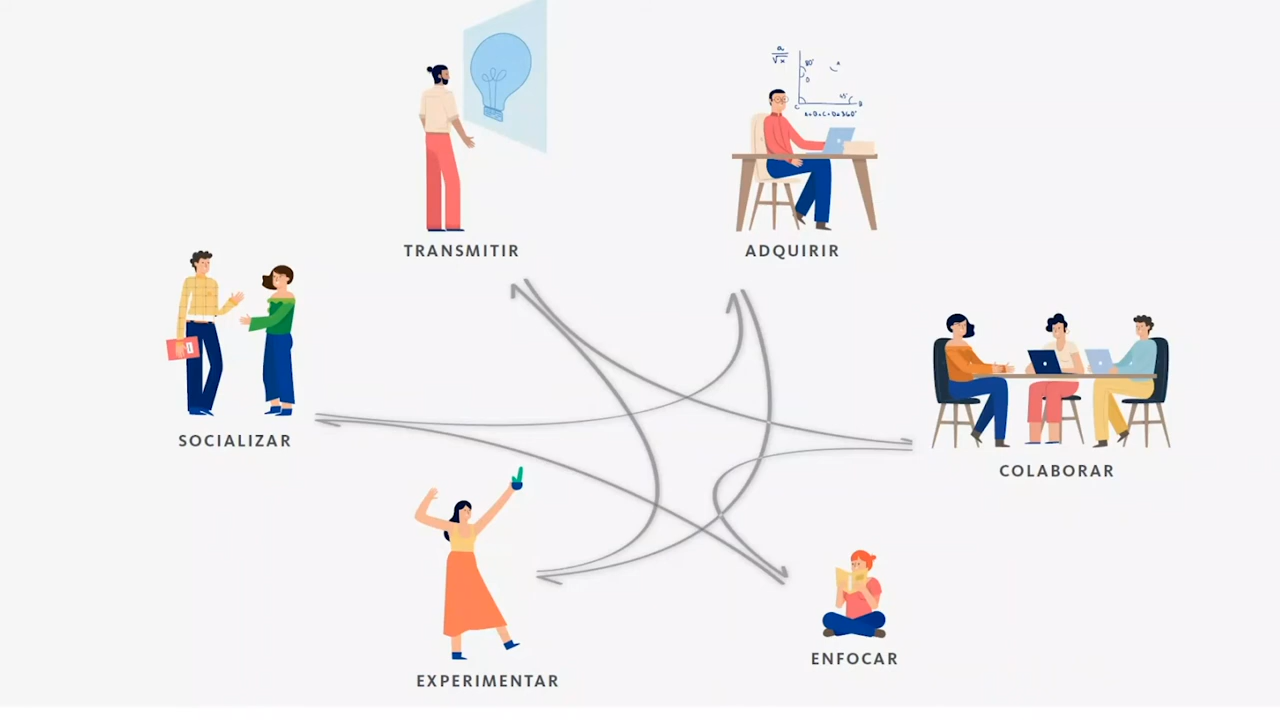 TRANSMITIR
ADQUIRIR
SOCIALIZAR
COLABORAR
ENFOCAR
EXPERIMENTAR